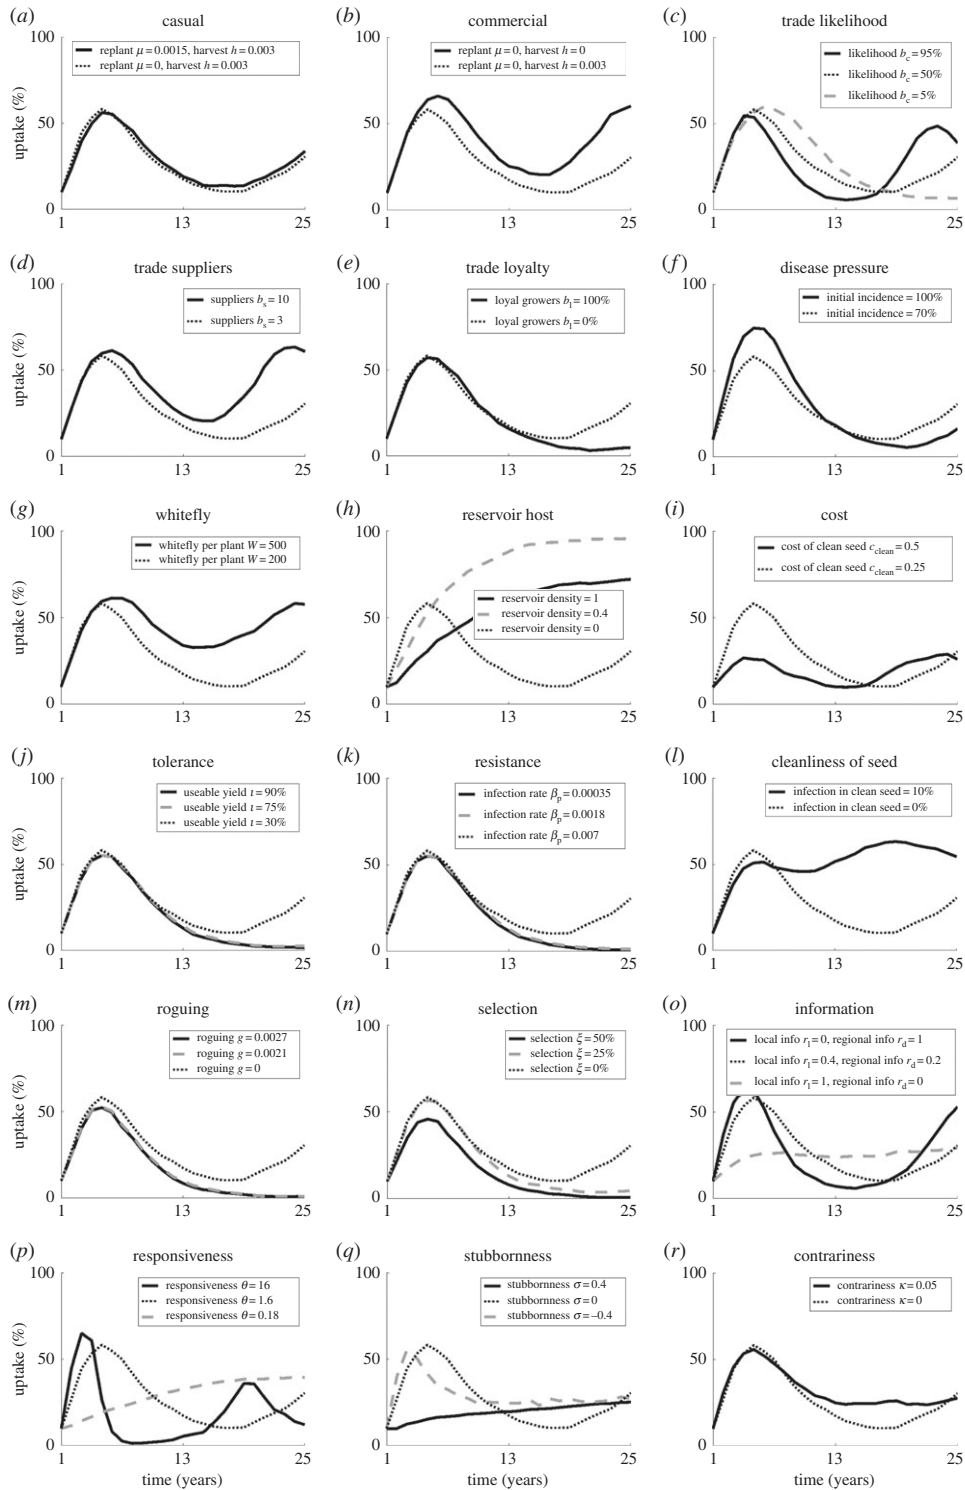 (a) casual
replant μ = 0.0015, harvest h = 0.003
replant μ = 0, harvest h = 0.003
uptake (%)
100
50
0
1 13 25
(b) commercial
replant μ = 0, harvest h = 0
replant μ = 0, harvest h = 0.003
100
50
0
1 13 25
(c) trade likelihood
likelihood b_c = 95%
likelihood b_c = 50%
likelihood b_c = 5%
100
50
0
1 13 25
(d) trade suppliers
suppliers b_s = 10
suppliers b_s = 3
uptake (%)
100
50
0
1 13 25
(e) trade loyalty
loyal growers b_l = 100%
loyal growers b_l = 0%
100
50
0
1 13 25
(f) disease pressure
initial incidence = 100%
initial incidence = 70%
100
50
0
1 13 25
(g) whitefly
whitefly per plant W = 500
whitefly per plant W = 200
uptake (%)
100
50
0
1 13 25
(h) reservoir host
reservoir density = 1
reservoir density = 0.4
reservoir density = 0
100
50
0
1 13 25
(i) cost
cost of clean seed c_clean = 0.5
cost of clean seed c_clean = 0.25
100
50
0
1 13 25
(j) tolerance
useable yield ι = 90%
useable yield ι = 75%
useable yield ι = 30%
uptake (%)
100
50
0
1 13 25
(k) resistance
infection rate β_p = 0.00035
infection rate β_p = 0.0018
infection rate β_p = 0.007
100
50
0
1 13 25
(l) cleanliness of seed
infection in clean seed = 10%
infection in clean seed = 0%
100
50
0
1 13 25
(m) roguing
roguing g = 0.0027
roguing g = 0.0021
roguing g = 0
uptake (%)
100
50
0
1 13 25
(n) selection
selection ξ = 50%
selection ξ = 25%
selection ξ = 0%
100
50
0
1 13 25
(o) information
local info r_l = 0, regional info r_d = 1
local info r_l = 0.4, regional info r_d = 0.2
local info r_l = 1, regional info r_d = 0
100
50
0
1 13 25
(p) responsiveness
responsiveness θ = 16
responsiveness θ = 1.6
responsiveness θ = 0.18
uptake (%)
100
50
0
1 13 25
time (years)
(q) stubbornness
stubbornness σ = 0.4
stubbornness σ = 0
stubbornness σ = –0.4
100
50
0
1 13 25
time (years)
(r) contrariness
contrariness κ = 0.05
contrariness κ = 0
100
50
0
1 13 25
time (years)